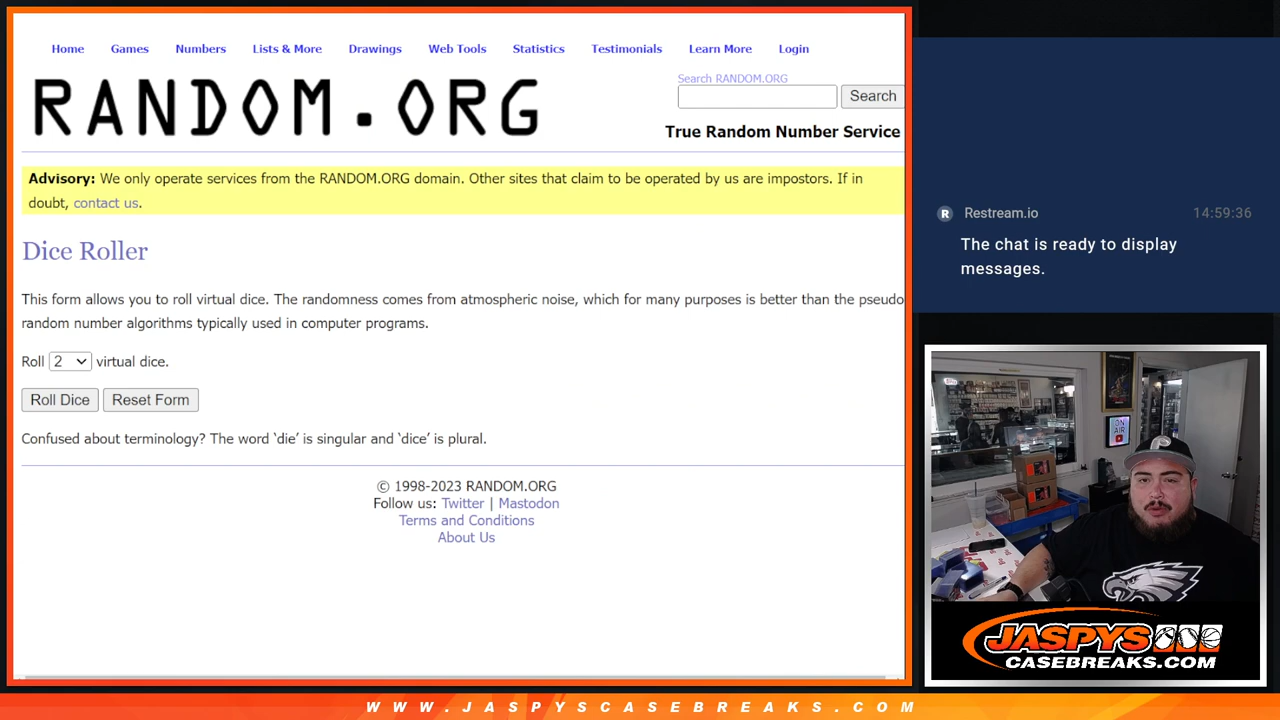 Home Games Numbers Lists & More Drawings Web Tools Statistics Testimonials Learn More Login
RANDOM.ORG
Search RANDOM.ORG
Search
True Random Number Service
Advisory: We only operate services from the RANDOM.ORG domain. Other sites that claim to be operated by us are impostors. If in
doubt, contact us.
Dice Roller
This form allows you to roll virtual dice. The randomness comes from atmospheric noise, which for many purposes is better than the pseudo
random number algorithms typically used in computer programs.
Roll 2 virtual dice.
Roll Dice Reset Form
Confused about terminology? The word ‘die’ is singular and ‘dice’ is plural.
© 1998-2023 RANDOM.ORG
Follow us: Twitter | Mastodon
Terms and Conditions
About Us
R Restream.io 14:59:36
The chat is ready to display
messages.
ON
AIR
P
JASPYS
CASEBREAKS.COM
WWW.JASPYSCASEBREAKS.COM